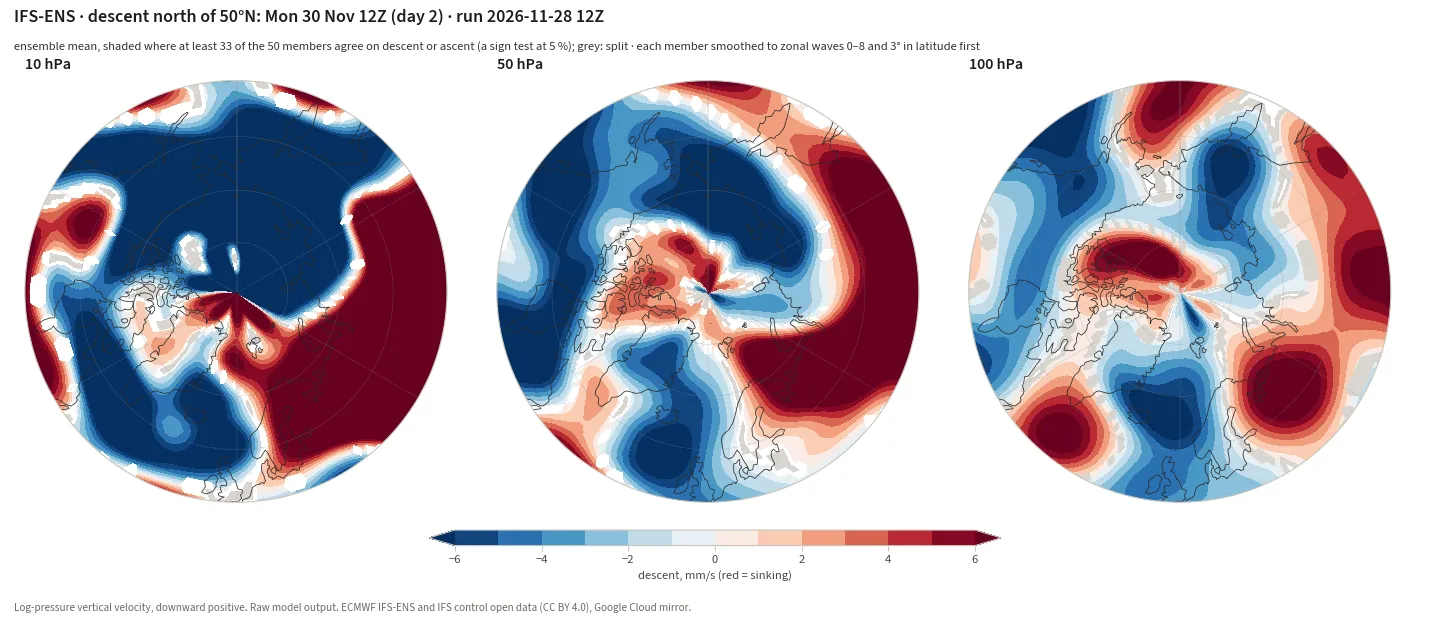 IFS-ENS · descent north of 50°N: Mon 30 Nov 12Z (day 2) · run 2026-11-28 12Z
ensemble mean, shaded where at least 33 of the 50 members agree on descent or ascent (a sign test at 5 %); grey: split · each member smoothed to zonal waves 0–8 and 3° in latitude first
10 hPa 50 hPa 100 hPa
−6 −4 −2 0 2 4 6
descent, mm/s (red = sinking)
Log-pressure vertical velocity, downward positive. Raw model output. ECMWF IFS-ENS and IFS control open data (CC BY 4.0), Google Cloud mirror.